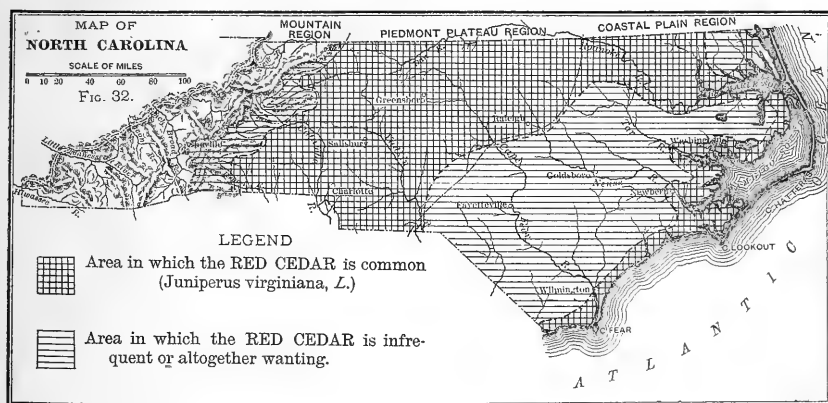 MAP OF
NORTH CAROLINA
SCALE OF MILES
0 10 20 40 60 80 100
FIG. 32.
MOUNTAIN
REGION
PIEDMONT PLATEAU REGION
COASTAL PLAIN REGION
Greensboro
Raleigh
Salisbury
Charlotte
Washington
Goldsboro
Neuse
R.
Newbern
Fayetteville
Wilmington
C. HATTERAS
C. LOOKOUT
C. FEAR
ATLANTIC
LEGEND
Area in which the RED CEDAR is common
(Juniperus virginiana, L.)
Area in which the RED CEDAR is infre-
quent or altogether wanting.